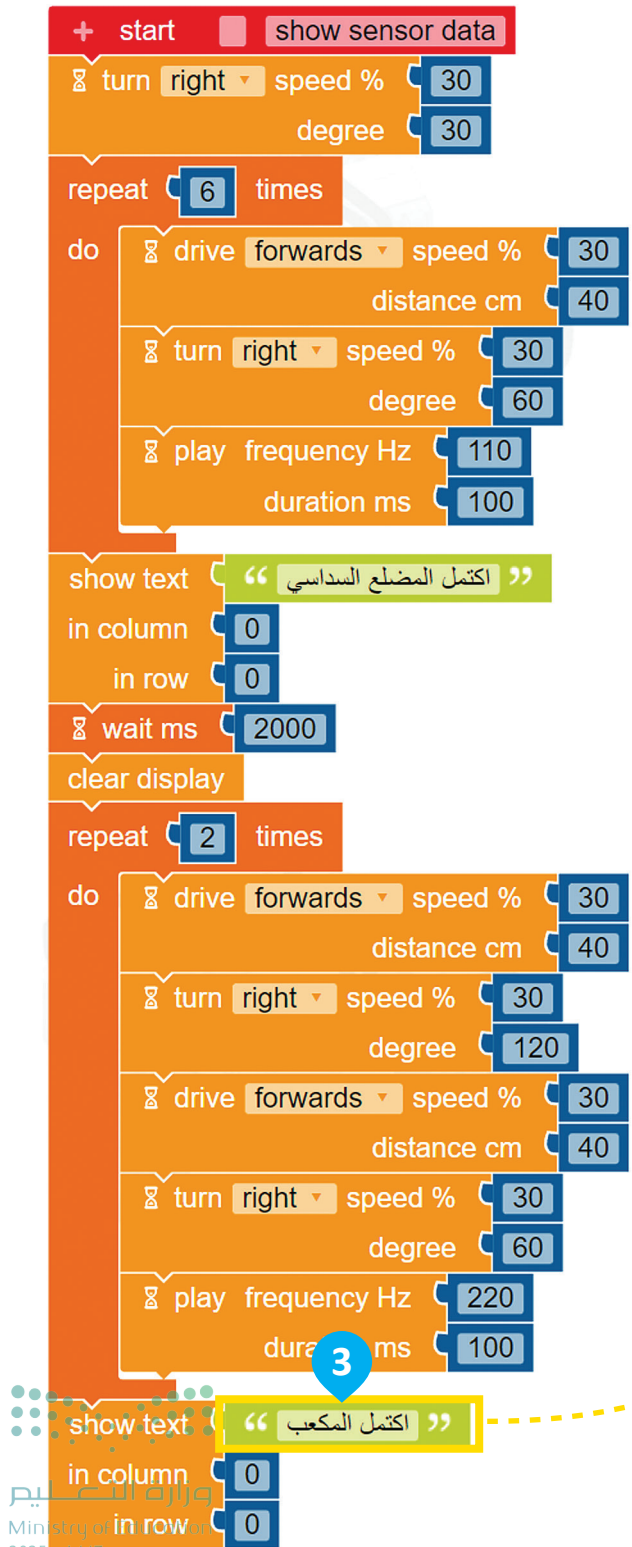 + start show sensor data
turn right speed % 30
degree 30
repeat 6 times
do drive forwards speed % 30
distance cm 40
turn right speed % 30
degree 60
play frequency Hz 110
duration ms 100
show text “ اكتمل المضلع السداسي ”
in column 0
in row 0
wait ms 2000
clear display
repeat 2 times
do drive forwards speed % 30
distance cm 40
turn right speed % 30
degree 120
drive forwards speed % 30
distance cm 40
turn right speed % 30
degree 60
play frequency Hz 220
dura ms 100
3
show text “ اكتمل المكعب ”
in column 0
وزارة التعليم
Ministry of Education
in row 0